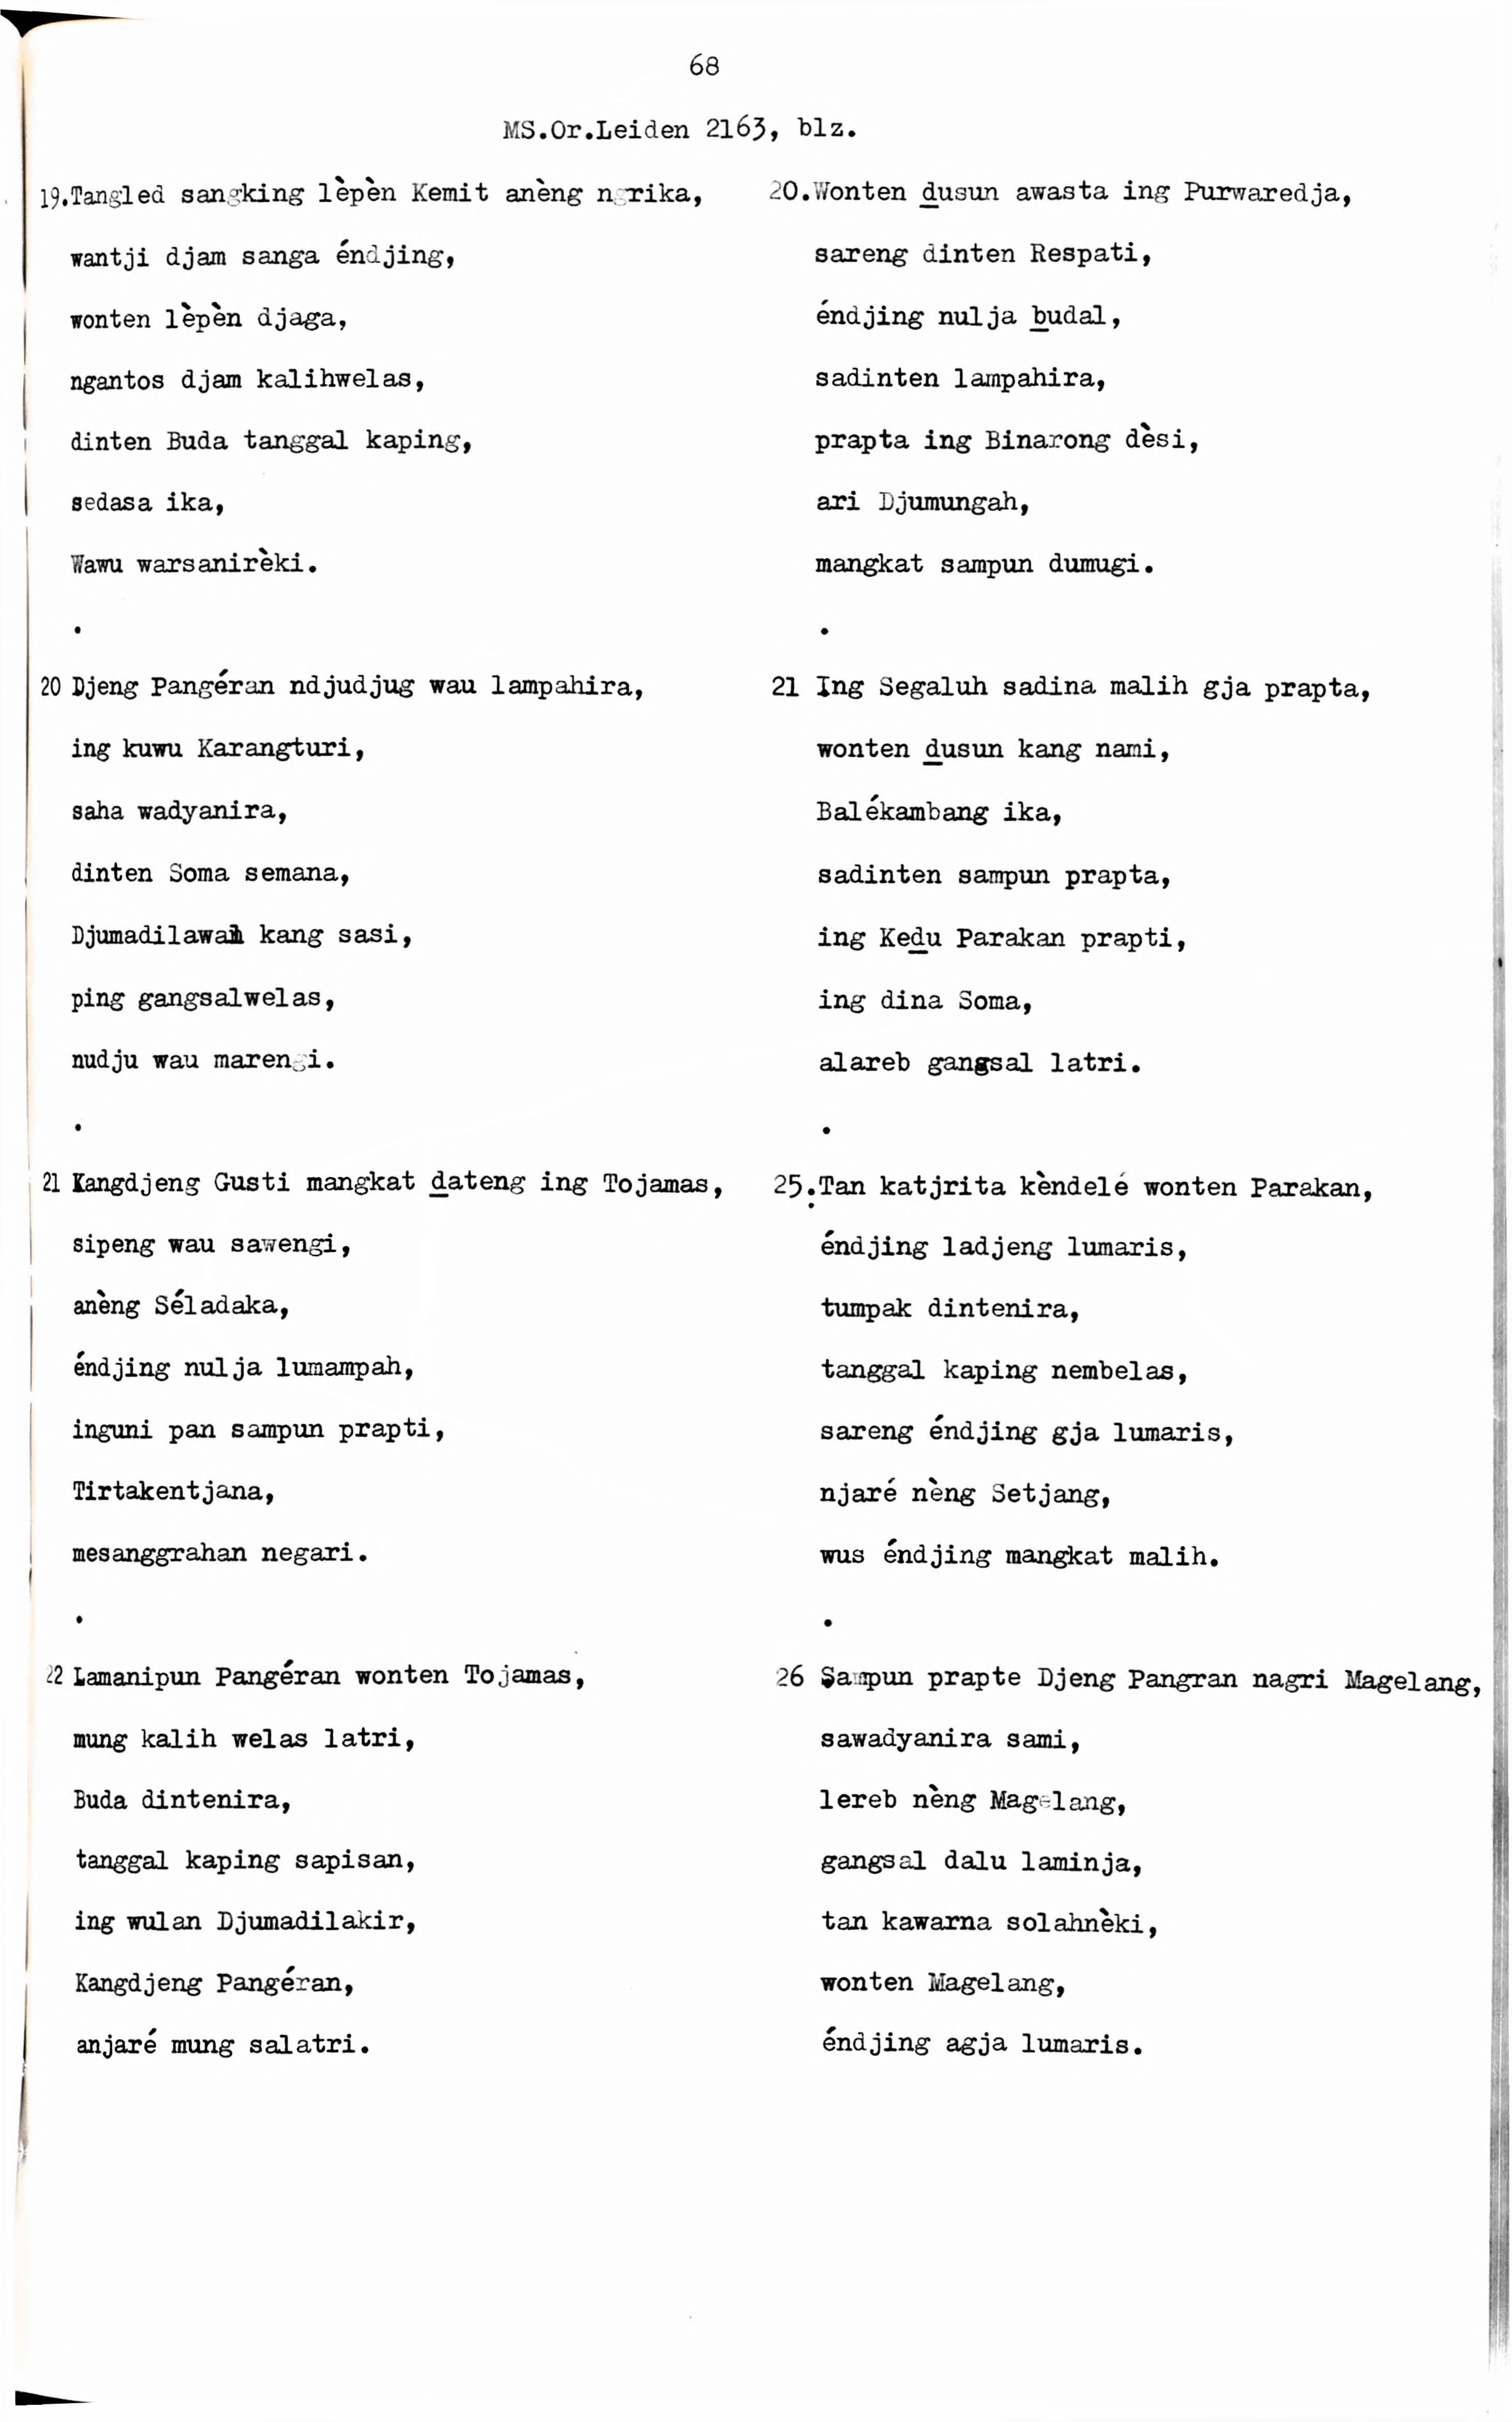 68
MS.Or.Leiden 2163, blz.
19.Tangled sangking lèpèn Kemit anèng ngrika,
wantji djam sanga éndjing,
wonten lèpèn djaga,
ngantos djam kalihwelas,
dinten Buda tanggal kaping,
sedasa ika,
Wawu warsanirèki.
.
20 Djeng Pangéran ndjudjug wau lampahira,
ing kuwu Karangturi,
saha wadyanira,
dinten Soma semana,
Djumadilawah kang sasi,
ping gangsalwelas,
nudju wau marengi.
.
21 Kangdjeng Gusti mangkat ḏateng ing Tojamas,
sipeng wau sawengi,
anèng Séladaka,
éndjing nulja lumampah,
inguni pan sampun prapti,
Tirtakentjana,
mesanggrahan negari.
.
22 Lamanipun Pangéran wonten Tojamas,
mung kalih welas latri,
Buda dintenira,
tanggal kaping sapisan,
ing wulan Djumadilakir,
Kangdjeng Pangéran,
anjaré mung salatri.
20.Wonten ḏusun awasta ing Purwaredja,
sareng dinten Respati,
éndjing nulja ḇudal,
sadinten lampahira,
prapta ing Binarong dèsi,
ari Djumungah,
mangkat sampun dumugi.
.
21 Ing Segaluh sadina malih gja prapta,
wonten ḏusun kang nami,
Balékambang ika,
sadinten sampun prapta,
ing Keḏu Parakan prapti,
ing dina Soma,
alareb gangsal latri.
.
25.Tan katjrita kèndelé wonten Parakan,
éndjing ladjeng lumaris,
tumpak dintenira,
tanggal kaping nembelas,
sareng éndjing gja lumaris,
njaré nèng Setjang,
wus éndjing mangkat malih.
.
26 Sampun prapte Djeng Pangran nagri Magelang,
sawadyanira sami,
lereb nèng Magelang,
gangsal dalu laminja,
tan kawarna solahnèki,
wonten Magelang,
éndjing agja lumaris.